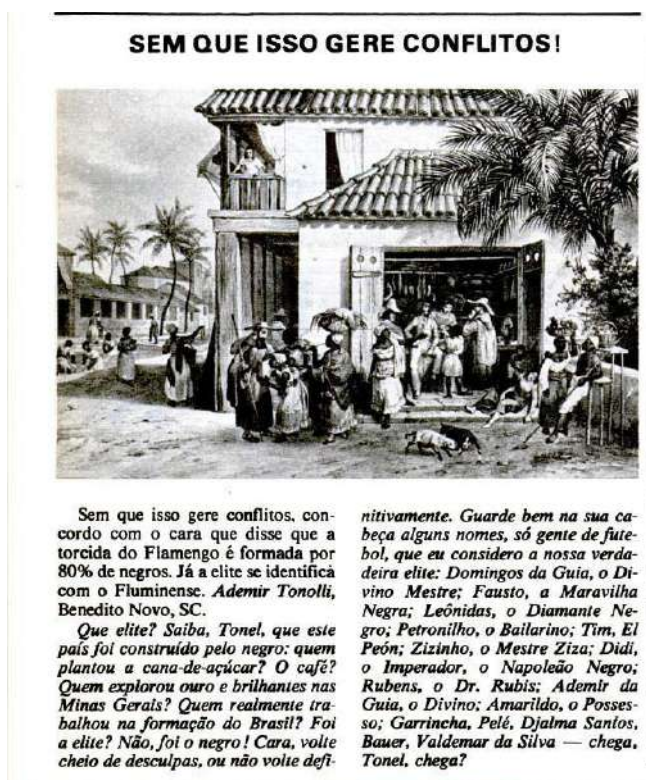 SEM QUE ISSO GERE CONFLITOS!
Sem que isso gere conflitos, con-
cordo com o cara que disse que a
torcida do Flamengo é formada por
80% de negros. Já a elite se identifica
com o Fluminense. Ademir Tonolli,
Benedito Novo, SC.
Que elite? Saiba, Tonel, que este
país foi construído pelo negro: quem
plantou a cana-de-açúcar? O café?
Quem explorou ouro e brilhantes nas
Minas Gerais? Quem realmente tra-
balhou na formação do Brasil? Foi
a elite? Não, foi o negro! Cara, volte
cheio de desculpas, ou não volte defi-
nitivamente. Guarde bem na sua ca-
beça alguns nomes, só gente de fute-
bol, que eu considero a nossa verda-
deira elite: Domingos da Guia, o Di-
vino Mestre; Fausto, a Maravilha
Negra; Leônidas, o Diamante Ne-
gro; Petronilho, o Bailarino; Tim, El
Peón; Zizinho, o Mestre Ziza; Didi,
o Imperador, o Napoleão Negro;
Rubens, o Dr. Rubis; Ademir da
Guia, o Divino; Amarildo, o Posses-
so; Garrincha, Pelé, Djalma Santos,
Bauer, Valdemar da Silva — chega,
Tonel, chega?